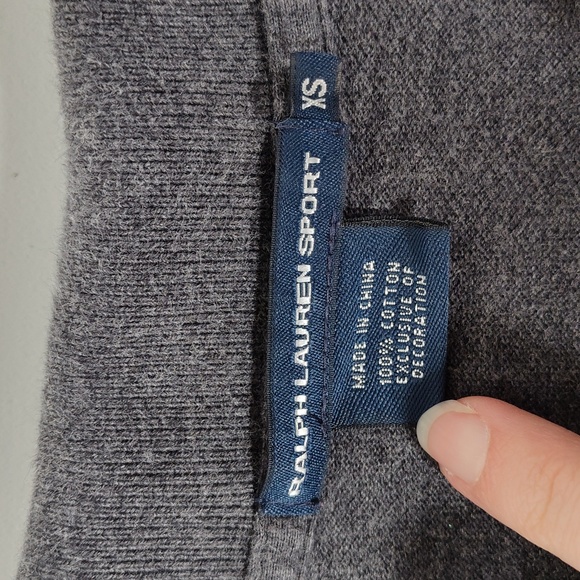 XS
RALPH LAUREN SPORT
MADE IN CHINA
100% COTTON
EXCLUSIVE OF
DECORATION